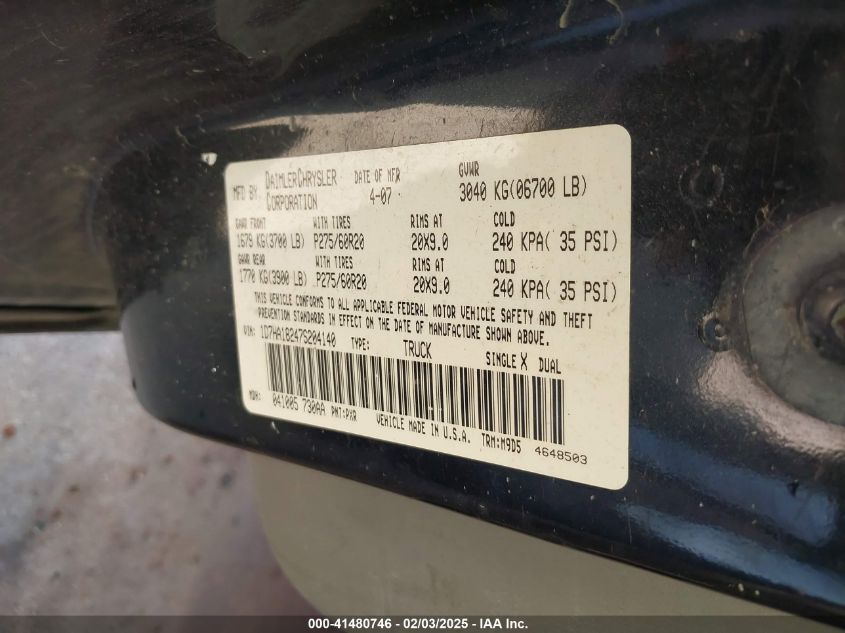 MFD BY: DAIMLERCHRYSLER CORPORATION DATE OF MFR 4-07 GVWR 3040 KG(06700 LB)
GAWR FRONT WITH TIRES RIMS AT COLD
1679 KG(3700 LB) P275/60R20 20X9.0 240 KPA( 35 PSI)
GAWR REAR WITH TIRES RIMS AT COLD
1770 KG(3900 LB) P275/60R20 20X9.0 240 KPA( 35 PSI)
THIS VEHICLE CONFORMS TO ALL APPLICABLE FEDERAL MOTOR VEHICLE SAFETY AND THEFT
PREVENTION STANDARDS IN EFFECT ON THE DATE OF MANUFACTURE SHOWN ABOVE.
VIN: 1D7HA18247S204140 TYPE: TRUCK SINGLE X DUAL
MDH: 041005 730AA PNT:PXR VEHICLE MADE IN U.S.A. TRM:M9D5 4648503
000-41480746 - 02/03/2025 - IAA Inc.